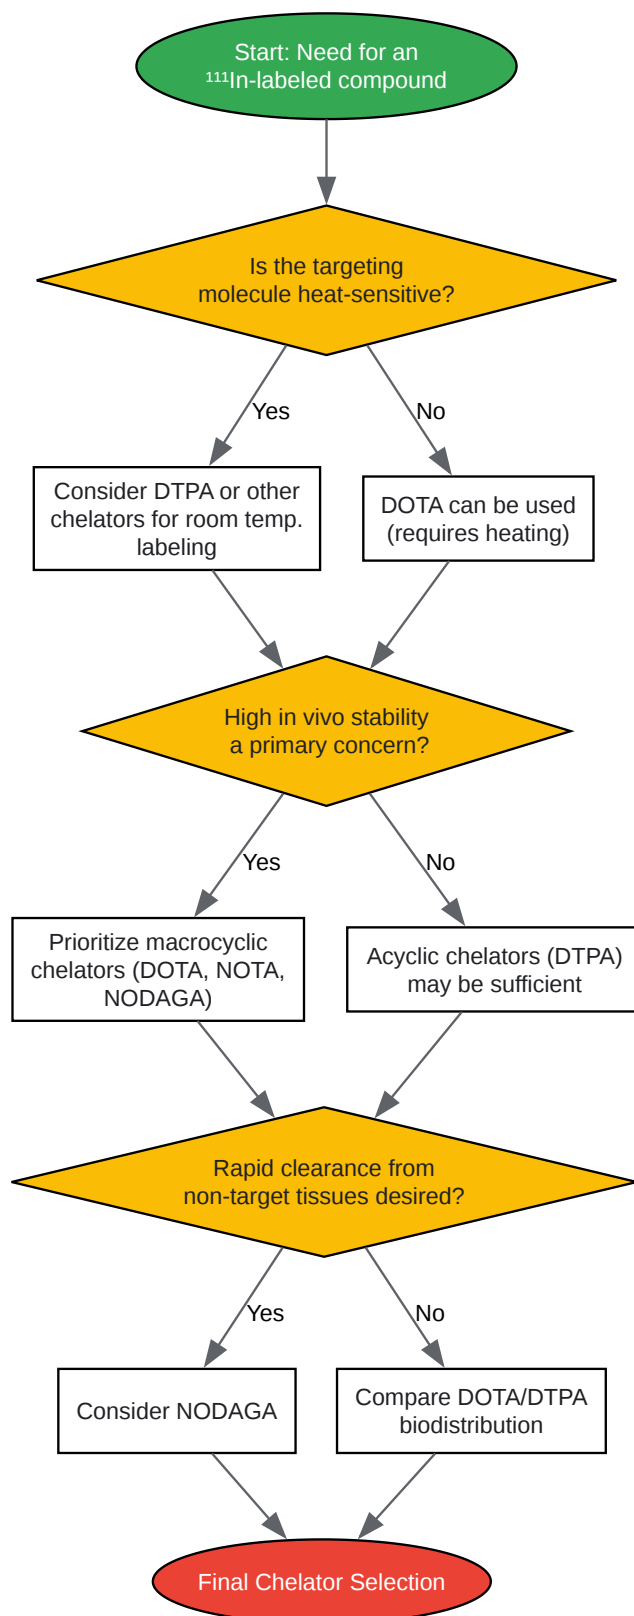 Start: Need for an
¹¹¹In-labeled compound
Is the targeting
molecule heat-sensitive?
Yes
No
Consider DTPA or other
chelators for room temp.
labeling
DOTA can be used
(requires heating)
High in vivo stability
a primary concern?
Yes
No
Prioritize macrocyclic
chelators (DOTA, NOTA,
NODAGA)
Acyclic chelators (DTPA)
may be sufficient
Rapid clearance from
non-target tissues desired?
Yes
No
Consider NODAGA
Compare DOTA/DTPA
biodistribution
Final Chelator Selection